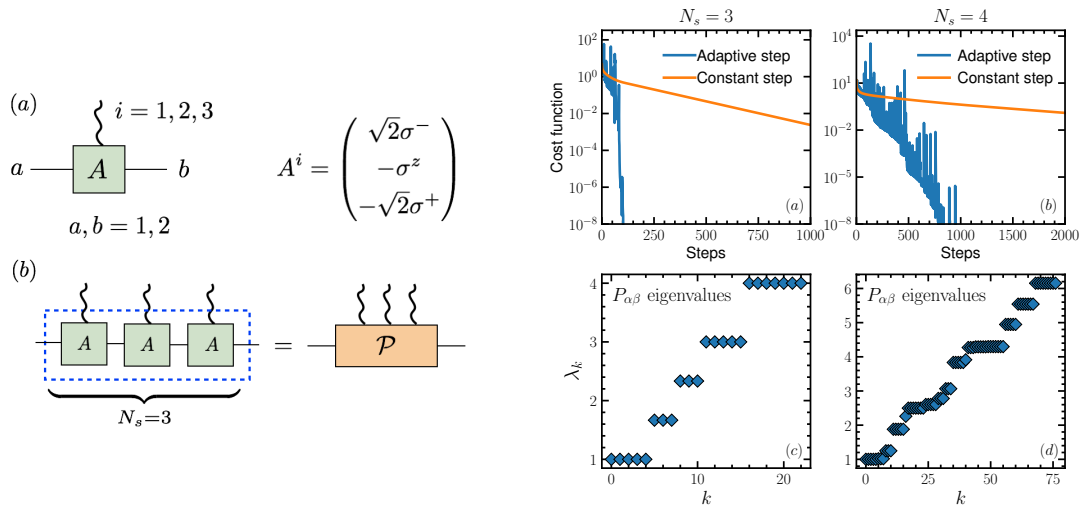 (a)
i = 1, 2, 3
a
A
b
a, b = 1, 2
A^i = ( √2σ^-
-σ^z
-√2σ^+ )
(b)
A A A = P
N_s=3
N_s = 3
Cost function
10^2
10^0
10^-2
10^-4
10^-6
10^-8
Adaptive step
Constant step
(a)
0 250 500 750 1000
Steps
N_s = 4
10^4
10^1
10^-2
10^-5
10^-8
Adaptive step
Constant step
(b)
0 500 1000 1500 2000
Steps
P_αβ eigenvalues
λ_k
4
3
2
1
(c)
0 10 20
k
P_αβ eigenvalues
6
5
4
3
2
1
(d)
0 25 50 75
k